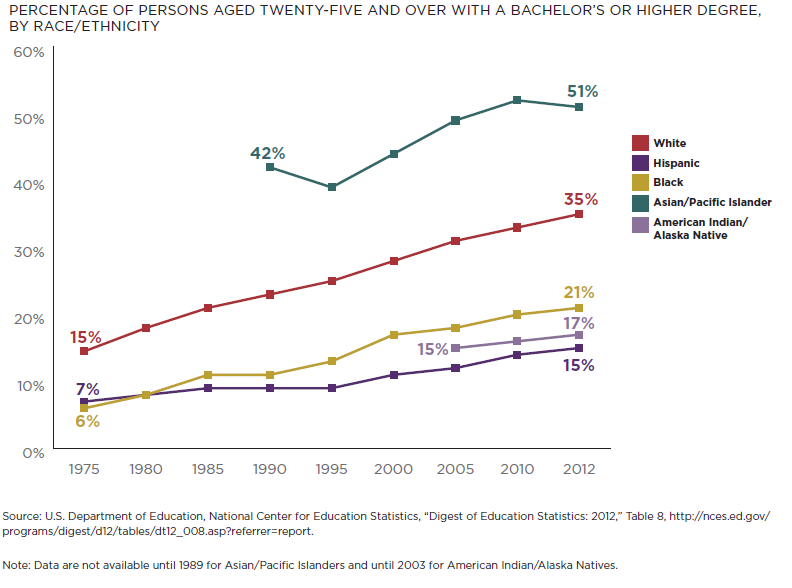 PERCENTAGE OF PERSONS AGED TWENTY-FIVE AND OVER WITH A BACHELOR'S OR HIGHER DEGREE,
BY RACE/ETHNICITY
60%
50%
40%
30%
20%
10%
0%
42%
51%
35%
15%
21%
17%
15%
15%
7%
6%
1975 1980 1985 1990 1995 2000 2005 2010 2012
White
Hispanic
Black
Asian/Pacific Islander
American Indian/
Alaska Native
Source: U.S. Department of Education, National Center for Education Statistics, “Digest of Education Statistics: 2012,” Table 8, http://nces.ed.gov/
programs/digest/d12/tables/dt12_008.asp?referrer=report.
Note: Data are not available until 1989 for Asian/Pacific Islanders and until 2003 for American Indian/Alaska Natives.